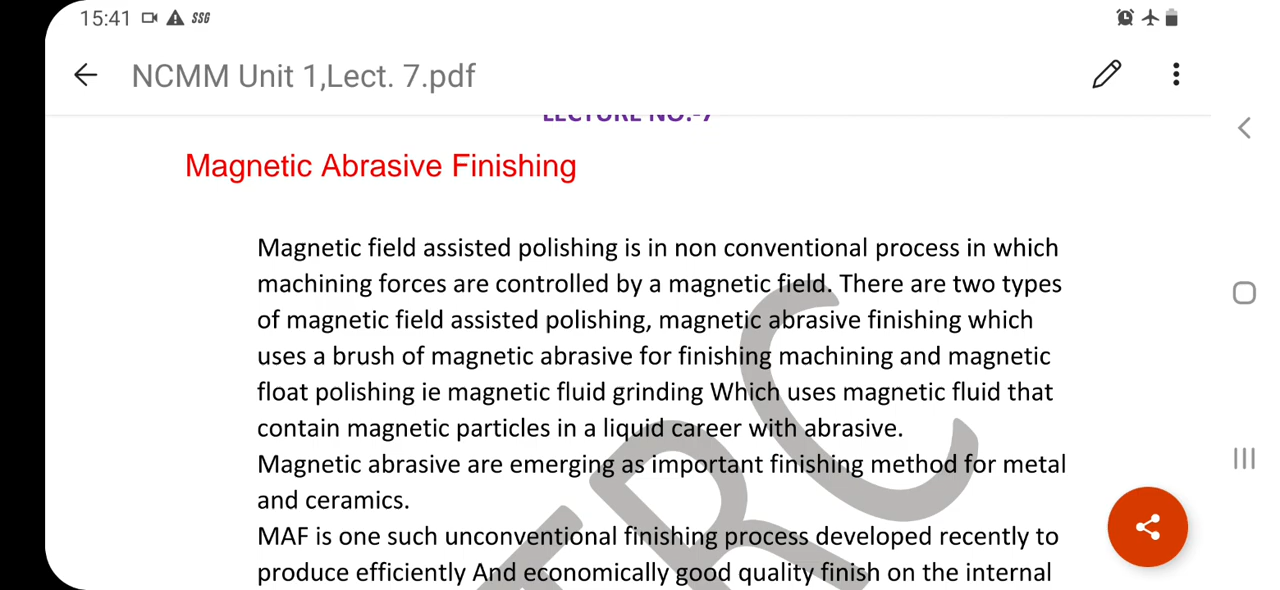 15:41 SSG
NCMM Unit 1,Lect. 7.pdf
LECTURE NO.-7
Magnetic Abrasive Finishing
Magnetic field assisted polishing is in non conventional process in which
machining forces are controlled by a magnetic field. There are two types
of magnetic field assisted polishing, magnetic abrasive finishing which
uses a brush of magnetic abrasive for finishing machining and magnetic
float polishing ie magnetic fluid grinding Which uses magnetic fluid that
contain magnetic particles in a liquid career with abrasive.
Magnetic abrasive are emerging as important finishing method for metal
and ceramics.
MAF is one such unconventional finishing process developed recently to
produce efficiently And economically good quality finish on the internal